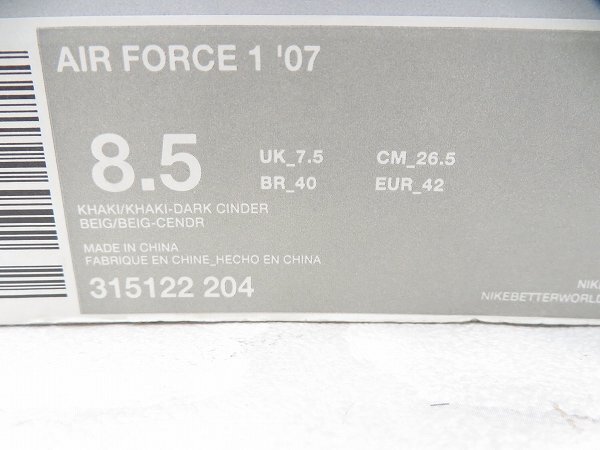 AIR FORCE 1 '07
8.5 UK_7.5 CM_26.5
BR_40 EUR_42
KHAKI/KHAKI-DARK CINDER
BEIG/BEIG-CENDR
MADE IN CHINA
FABRIQUE EN CHINE_HECHO EN CHINA
315122 204
NIKE
NIKEBETTERWORLD